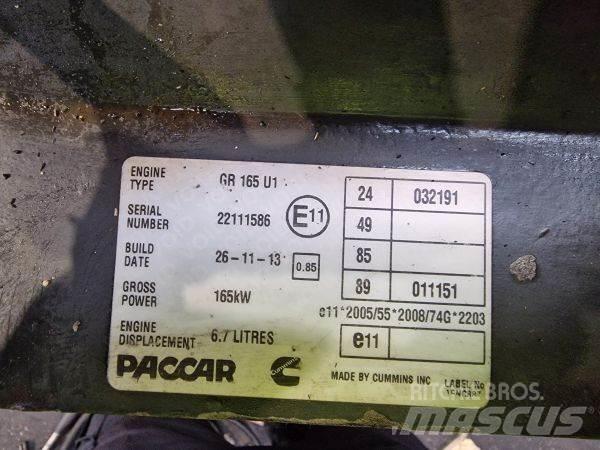 ENGINE TYPE GR 165 U1
SERIAL NUMBER 22111586
E11
BUILD DATE 26-11-13 0.85
GROSS POWER 165kW
ENGINE DISPLACEMENT 6.7 LITRES
24 032191
49
85
89 011151
e11*2005/55*2008/74G*2203
e11
PACCAR
Cummins
MADE BY CUMMINS INC
LABEL No
RITCHIE BROS.
MASCUS